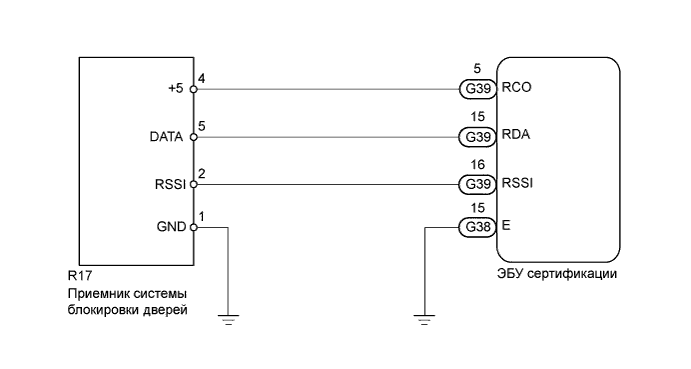 +5 4 5 G39 RCO
DATA 5 15 G39 RDA
RSSI 2 16 G39 RSSI
GND 1 15 G38 E
R17
Приемник системы
блокировки дверей
ЭБУ сертификации